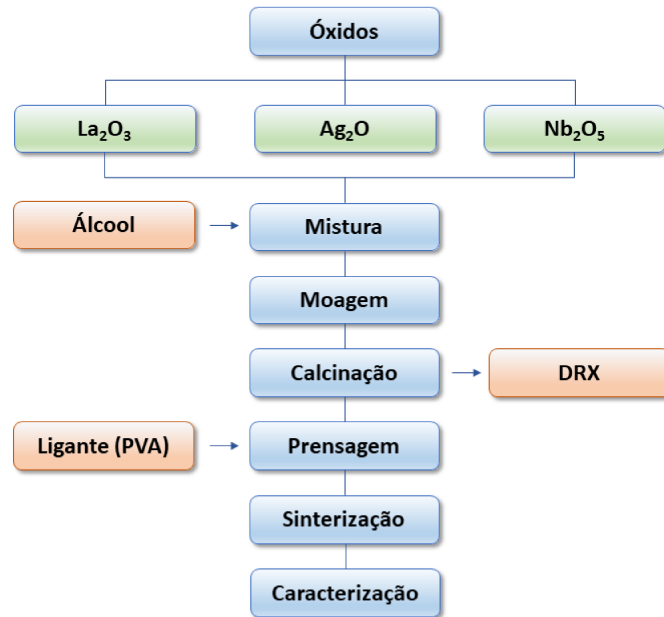 Óxidos
La₂O₃
Ag₂O
Nb₂O₅
Álcool
Mistura
Moagem
Calcinação
DRX
Ligante (PVA)
Prensagem
Sinterização
Caracterização